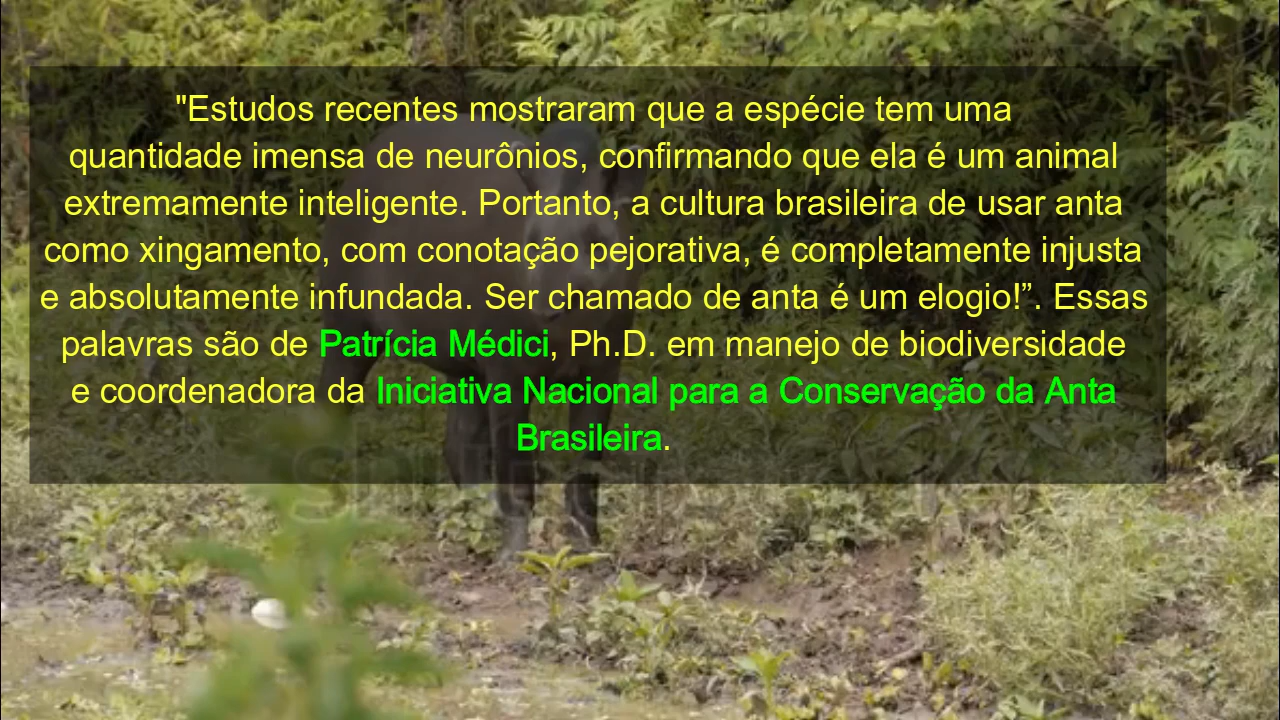 "Estudos recentes mostraram que a espécie tem uma
quantidade imensa de neurônios, confirmando que ela é um animal
extremamente inteligente. Portanto, a cultura brasileira de usar anta
como xingamento, com conotação pejorativa, é completamente injusta
e absolutamente infundada. Ser chamado de anta é um elogio!”. Essas
palavras são de Patrícia Médici, Ph.D. em manejo de biodiversidade
e coordenadora da Iniciativa Nacional para a Conservação da Anta
Brasileira.